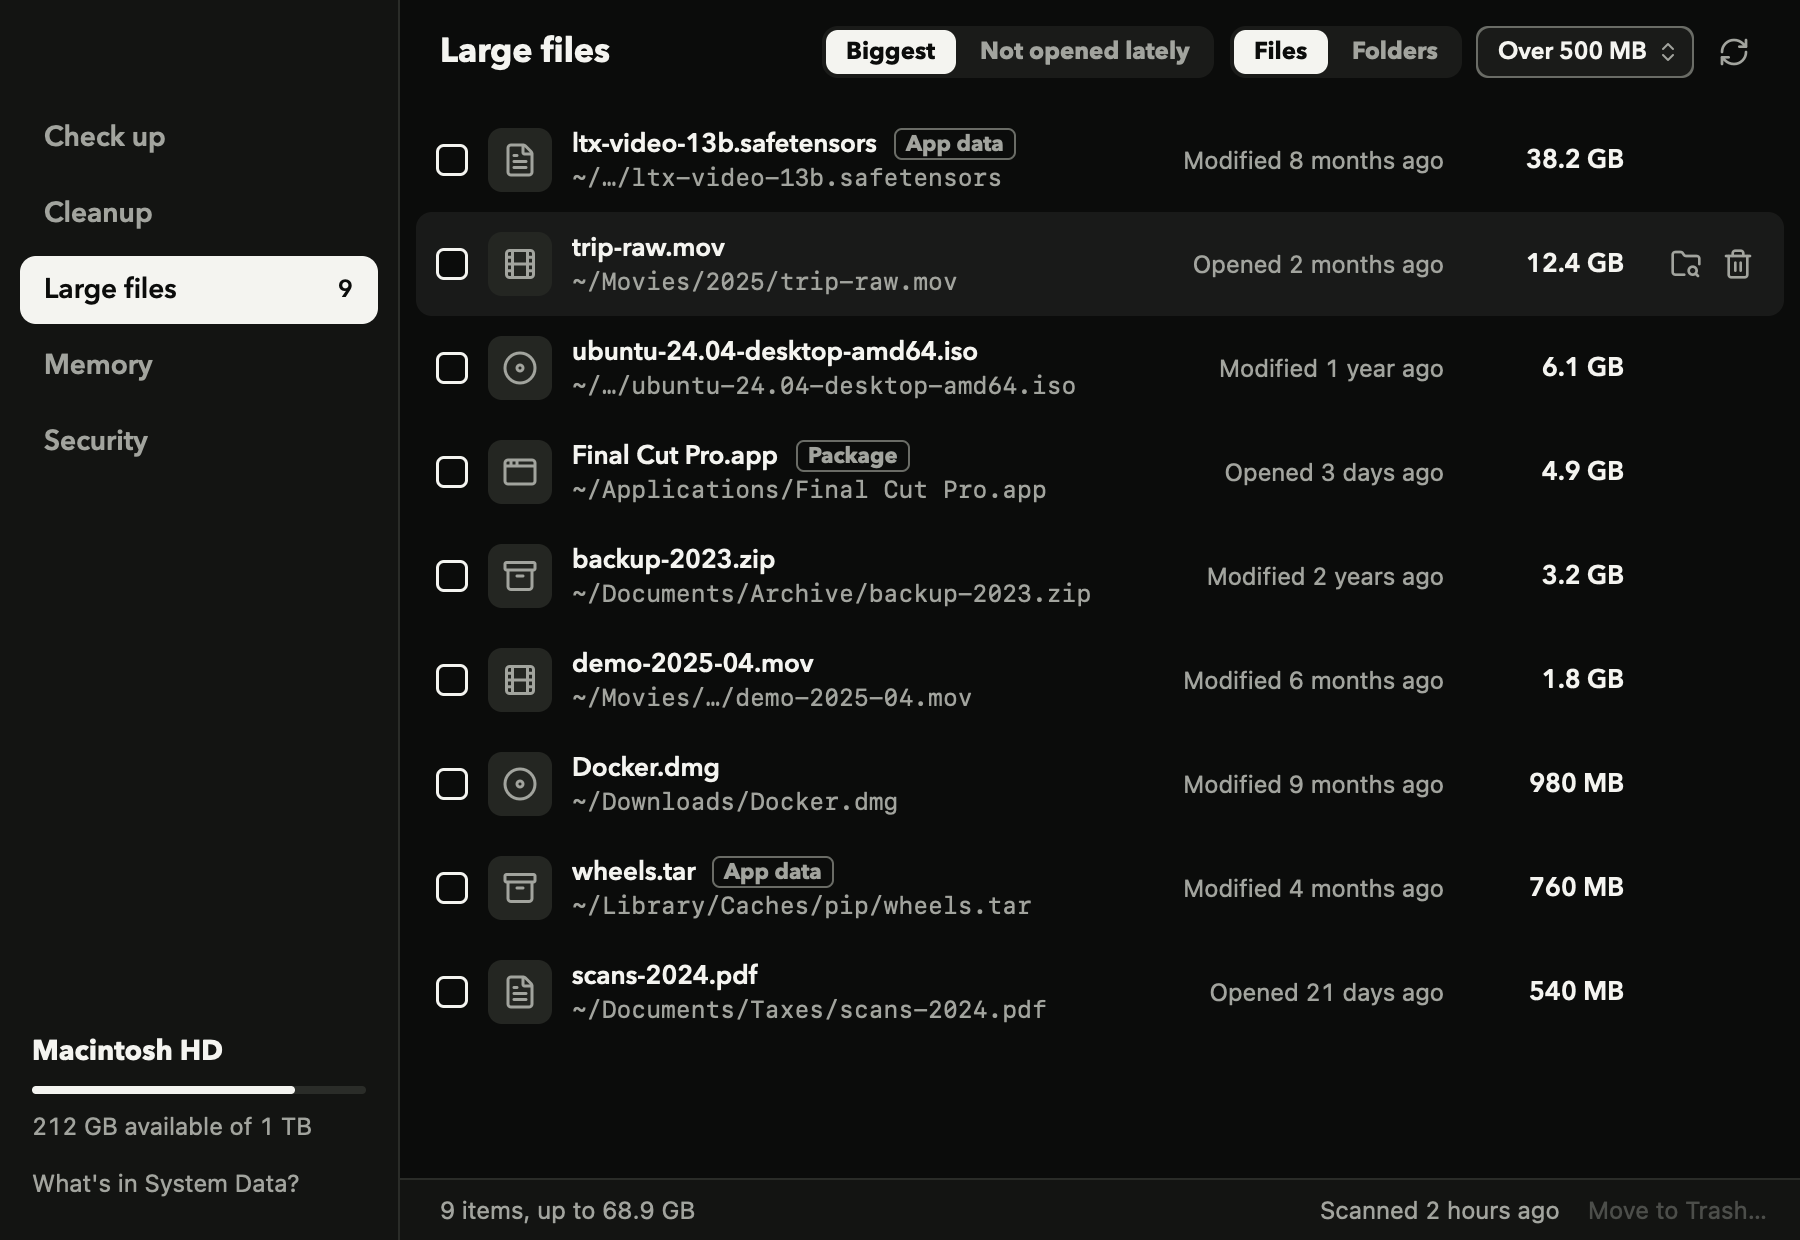 Check up
Cleanup
Large files 9
Memory
Security
Macintosh HD
212 GB available of 1 TB
What's in System Data?
Large files Biggest Not opened lately Files Folders Over 500 MB
ltx-video-13b.safetensors App data
~/…/ltx-video-13b.safetensors
Modified 8 months ago 38.2 GB
trip-raw.mov
~/Movies/2025/trip-raw.mov
Opened 2 months ago 12.4 GB
ubuntu-24.04-desktop-amd64.iso
~/…/ubuntu-24.04-desktop-amd64.iso
Modified 1 year ago 6.1 GB
Final Cut Pro.app Package
~/Applications/Final Cut Pro.app
Opened 3 days ago 4.9 GB
backup-2023.zip
~/Documents/Archive/backup-2023.zip
Modified 2 years ago 3.2 GB
demo-2025-04.mov
~/Movies/…/demo-2025-04.mov
Modified 6 months ago 1.8 GB
Docker.dmg
~/Downloads/Docker.dmg
Modified 9 months ago 980 MB
wheels.tar App data
~/Library/Caches/pip/wheels.tar
Modified 4 months ago 760 MB
scans-2024.pdf
~/Documents/Taxes/scans-2024.pdf
Opened 21 days ago 540 MB
9 items, up to 68.9 GB Scanned 2 hours ago Move to Trash…